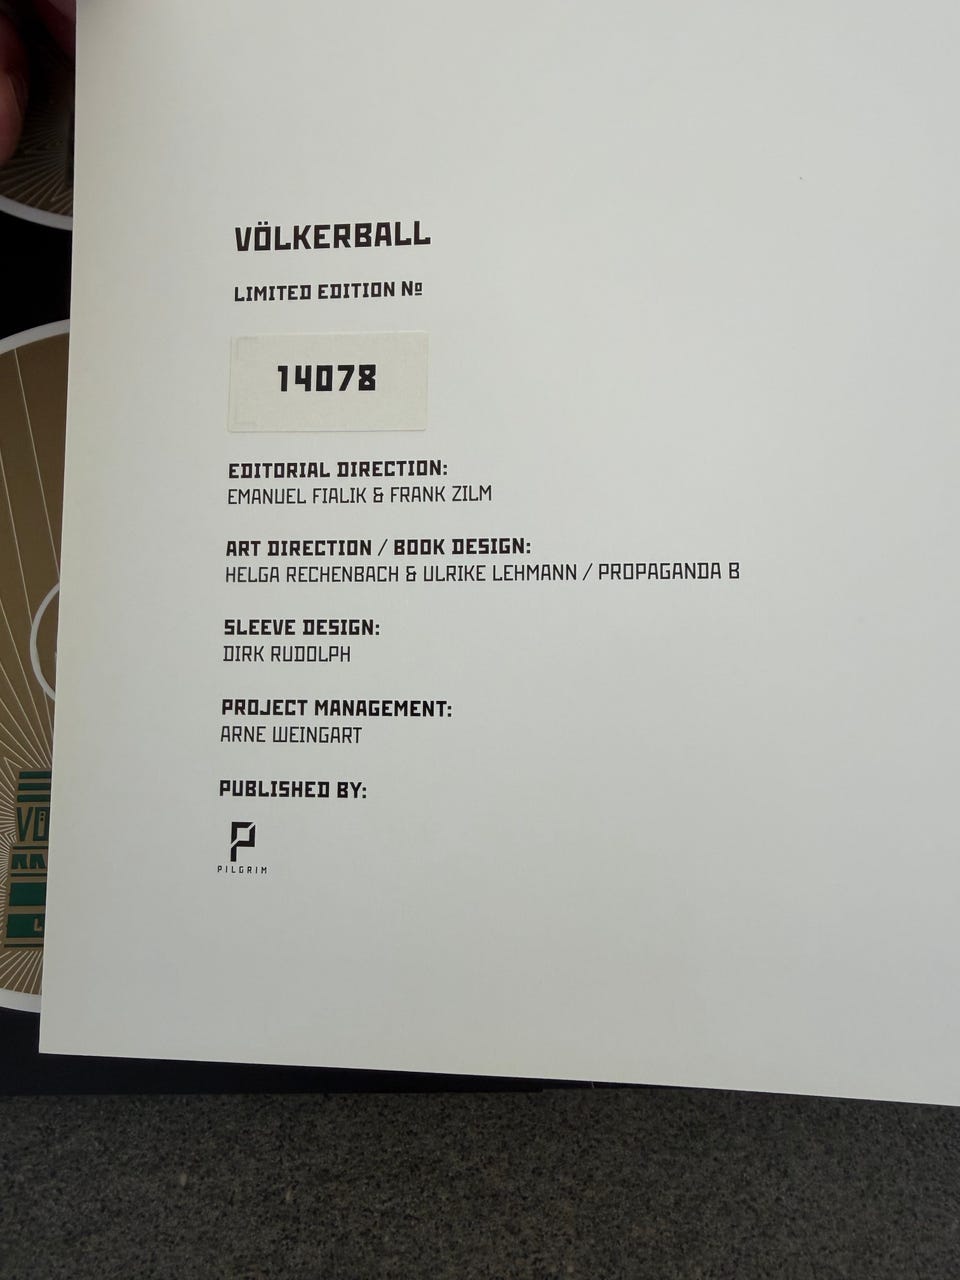 VÖLKERBALL
LIMITED EDITION Nº
14078
EDITORIAL DIRECTION:
EMANUEL FIALIK & FRANK ZILM
ART DIRECTION / BOOK DESIGN:
HELGA RECHENBACH & ULRIKE LEHMANN / PROPAGANDA B
SLEEVE DESIGN:
DIRK RUDOLPH
PROJECT MANAGEMENT:
ARNE WEINGART
PUBLISHED BY:
PILGRIM